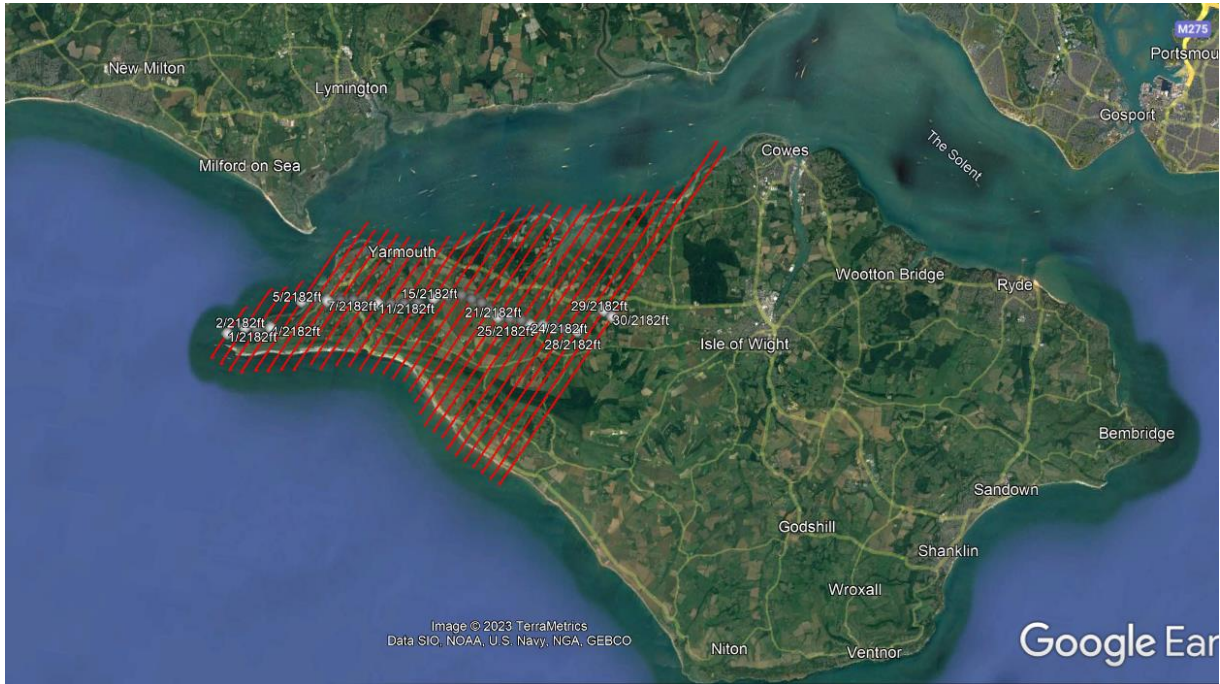 M275
Portsmou
New Milton
Lymington
Gosport
Cowes
The Solent
Milford on Sea
Yarmouth
Wootton Bridge
Ryde
5/2182ft
7/2182ft
11/2182ft
15/2182ft
21/2182ft
29/2182ft
30/2182ft
2/2182ft
1/2182ft
/2182ft
25/2182ft
24/2182ft
28/2182ft
Isle of Wight
Bembridge
Sandown
Godshill
Shanklin
Wroxall
Image © 2023 TerraMetrics
Data SIO, NOAA, U.S. Navy, NGA, GEBCO
Niton
Ventnor
Google Ear